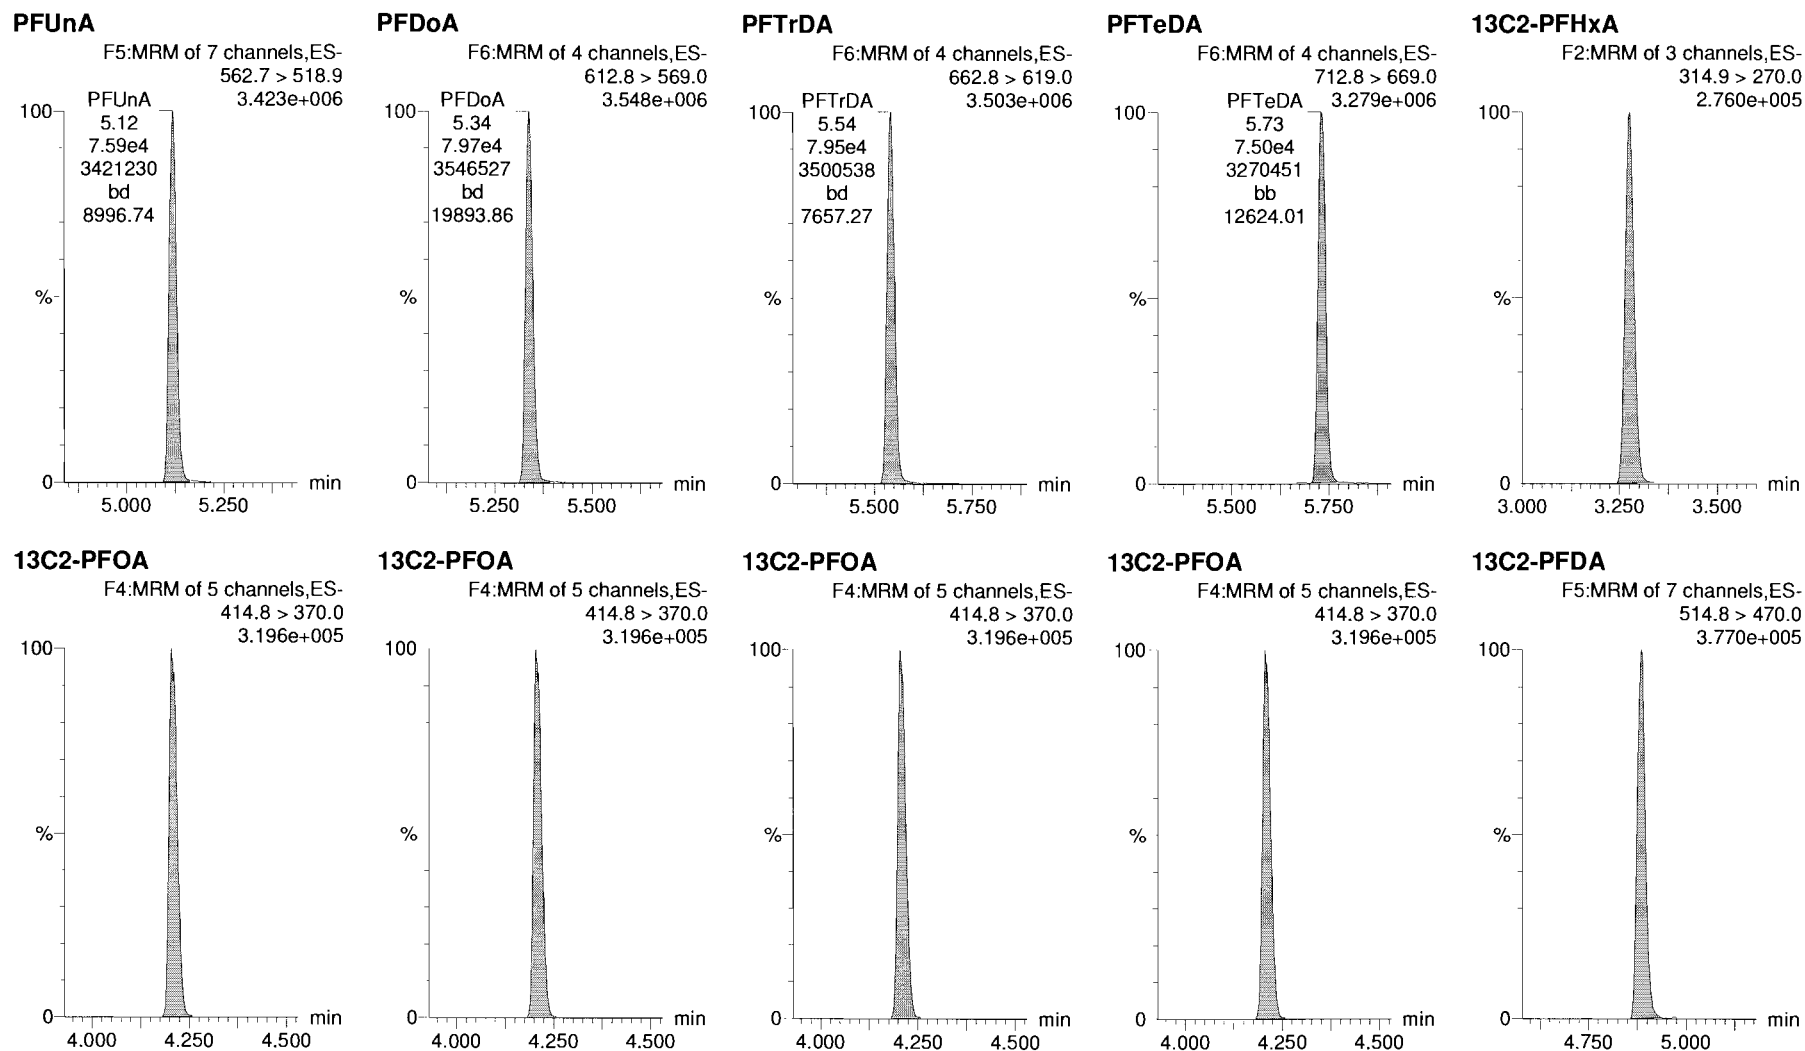 PFUnA
F5:MRM of 7 channels,ES-
562.7 > 518.9
3.423e+006
100
PFUnA
5.12
7.59e4
3421230
bd
8996.74
%
0
min
5.000 5.250
PFDoA
F6:MRM of 4 channels,ES-
612.8 > 569.0
3.548e+006
100
PFDoA
5.34
7.97e4
3546527
bd
19893.86
%
0
min
5.250 5.500
PFTrDA
F6:MRM of 4 channels,ES-
662.8 > 619.0
3.503e+006
100
PFTrDA
5.54
7.95e4
3500538
bd
7657.27
%
0
min
5.500 5.750
PFTeDA
F6:MRM of 4 channels,ES-
712.8 > 669.0
3.279e+006
100
PFTeDA
5.73
7.50e4
3270451
bb
12624.01
%
0
min
5.500 5.750
13C2-PFHxA
F2:MRM of 3 channels,ES-
314.9 > 270.0
2.760e+005
100
%
0
min
3.000 3.250 3.500
13C2-PFOA
F4:MRM of 5 channels,ES-
414.8 > 370.0
3.196e+005
100
%
0
min
4.000 4.250 4.500
13C2-PFOA
F4:MRM of 5 channels,ES-
414.8 > 370.0
3.196e+005
100
%
0
min
4.000 4.250 4.500
13C2-PFOA
F4:MRM of 5 channels,ES-
414.8 > 370.0
3.196e+005
100
%
0
min
4.000 4.250 4.500
13C2-PFOA
F4:MRM of 5 channels,ES-
414.8 > 370.0
3.196e+005
100
%
0
min
4.000 4.250 4.500
13C2-PFDA
F5:MRM of 7 channels,ES-
514.8 > 470.0
3.770e+005
100
%
0
min
4.750 5.000